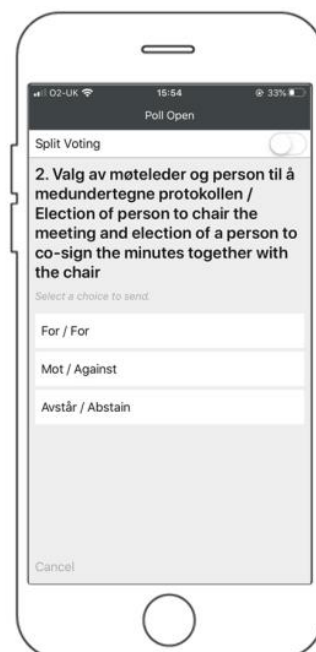 O2-UK 15:54 33%
Poll Open
Split Voting
2. Valg av møteleder og person til å
medundertegne protokollen /
Election of person to chair the
meeting and election of a person to
co-sign the minutes together with
the chair
Select a choice to send.
For / For
Mot / Against
Avstår / Abstain
Cancel